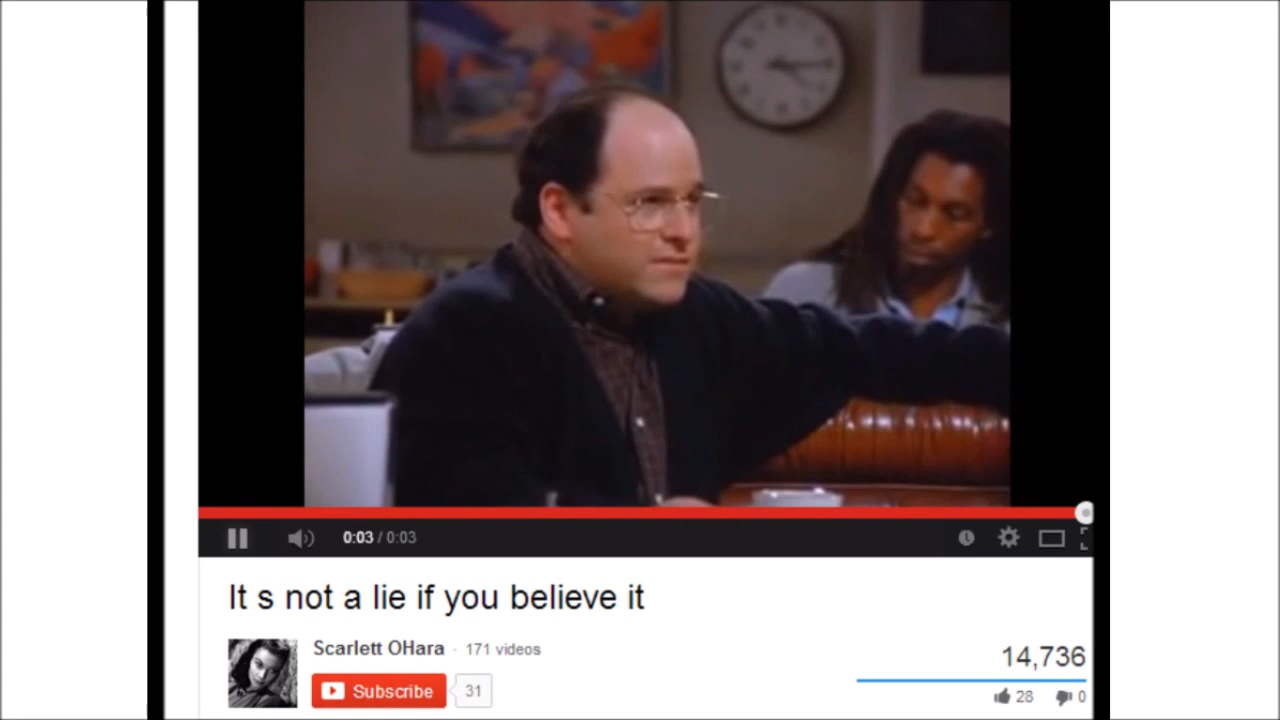 0:03 / 0:03
It s not a lie if you believe it
Scarlett OHara · 171 videos
14,736
Subscribe 31
28 0